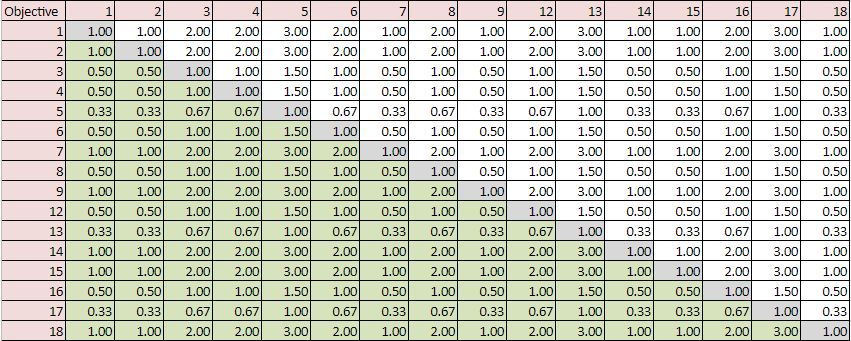 Objective 1 2 3 4 5 6 7 8 9 12 13 14 15 16 17 18
1 1.00 1.00 2.00 2.00 3.00 2.00 1.00 2.00 1.00 2.00 3.00 1.00 1.00 2.00 3.00 1.00
2 1.00 1.00 2.00 2.00 3.00 2.00 1.00 2.00 1.00 2.00 3.00 1.00 1.00 2.00 3.00 1.00
3 0.50 0.50 1.00 1.00 1.50 1.00 0.50 1.00 0.50 1.00 1.50 0.50 0.50 1.00 1.50 0.50
4 0.50 0.50 1.00 1.00 1.50 1.00 0.50 1.00 0.50 1.00 1.50 0.50 0.50 1.00 1.50 0.50
5 0.33 0.33 0.67 0.67 1.00 0.67 0.33 0.67 0.33 0.67 1.00 0.33 0.33 0.67 1.00 0.33
6 0.50 0.50 1.00 1.00 1.50 1.00 0.50 1.00 0.50 1.00 1.50 0.50 0.50 1.00 1.50 0.50
7 1.00 1.00 2.00 2.00 3.00 2.00 1.00 2.00 1.00 2.00 3.00 1.00 1.00 2.00 3.00 1.00
8 0.50 0.50 1.00 1.00 1.50 1.00 0.50 1.00 0.50 1.00 1.50 0.50 0.50 1.00 1.50 0.50
9 1.00 1.00 2.00 2.00 3.00 2.00 1.00 2.00 1.00 2.00 3.00 1.00 1.00 2.00 3.00 1.00
12 0.50 0.50 1.00 1.00 1.50 1.00 0.50 1.00 0.50 1.00 1.50 0.50 0.50 1.00 1.50 0.50
13 0.33 0.33 0.67 0.67 1.00 0.67 0.33 0.67 0.33 0.67 1.00 0.33 0.33 0.67 1.00 0.33
14 1.00 1.00 2.00 2.00 3.00 2.00 1.00 2.00 1.00 2.00 3.00 1.00 1.00 2.00 3.00 1.00
15 1.00 1.00 2.00 2.00 3.00 2.00 1.00 2.00 1.00 2.00 3.00 1.00 1.00 2.00 3.00 1.00
16 0.50 0.50 1.00 1.00 1.50 1.00 0.50 1.00 0.50 1.00 1.50 0.50 0.50 1.00 1.50 0.50
17 0.33 0.33 0.67 0.67 1.00 0.67 0.33 0.67 0.33 0.67 1.00 0.33 0.33 0.67 1.00 0.33
18 1.00 1.00 2.00 2.00 3.00 2.00 1.00 2.00 1.00 2.00 3.00 1.00 1.00 2.00 3.00 1.00